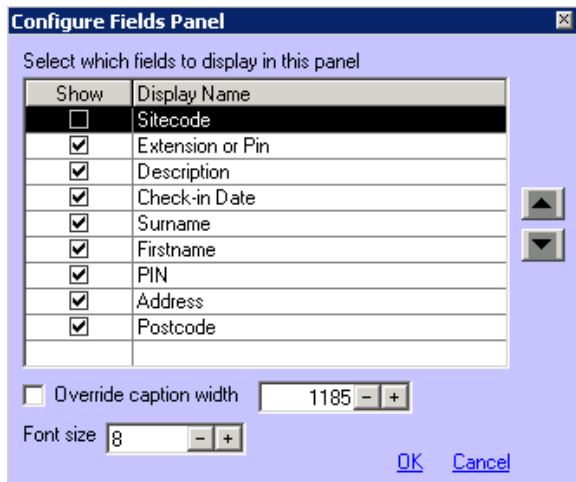 Configure Fields Panel
Select which fields to display in this panel
Show Display Name
Sitecode
Extension or Pin
Description
Check-in Date
Surname
Firstname
PIN
Address
Postcode
Override caption width 1185 - +
Font size 8 - +
OK Cancel